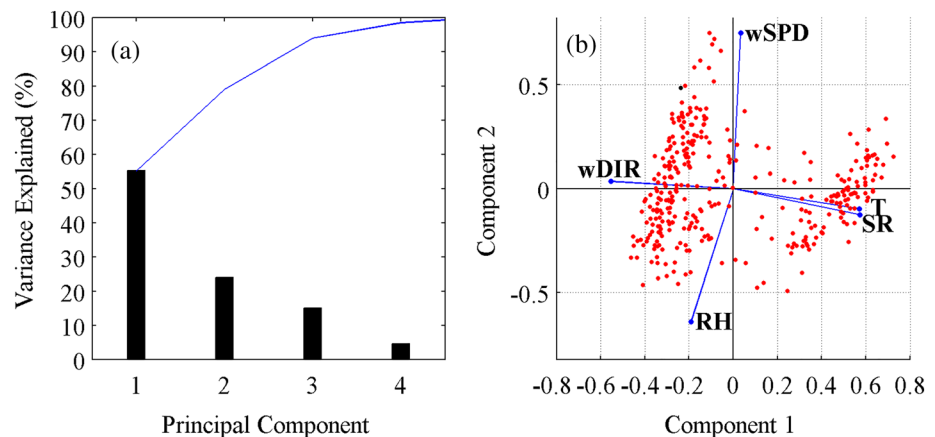 (a)
Variance Explained (%)
100
90
80
70
60
50
40
30
20
10
0
1 2 3 4
Principal Component
(b)
Component 2
0.5
0
-0.5
wSPD
wDIR
T
SR
RH
-0.8 -0.6 -0.4 -0.2 0 0.2 0.4 0.6 0.8
Component 1